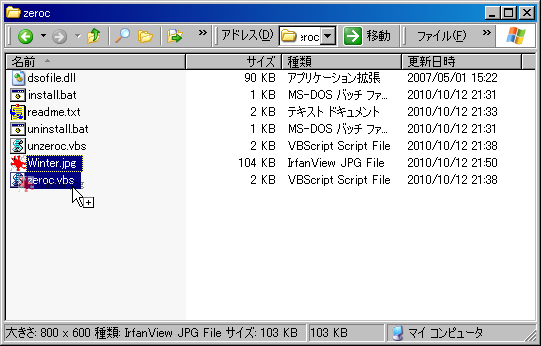 zeroc
アドレス(D) eroc 移動 ファイル(F) »
名前 サイズ 種類 更新日時
dsofile.dll 90 KB アプリケーション拡張 2007/05/01 15:22
install.bat 1 KB MS-DOS バッチ ファ... 2010/10/12 21:31
readme.txt 2 KB テキスト ドキュメント 2010/10/13 21:38
uninstall.bat 1 KB MS-DOS バッチ ファ... 2010/10/12 21:31
unzeroc.vbs 2 KB VBScript Script File 2010/10/12 21:38
Winter.jpg 104 KB IrfanView JPG File 2010/10/12 21:50
zeroc.vbs 2 KB VBScript Script File 2010/10/12 21:38
大きさ: 800 x 600 種類: IrfanView JPG File サイズ: 103 KB 103 KB マイ コンピュータ